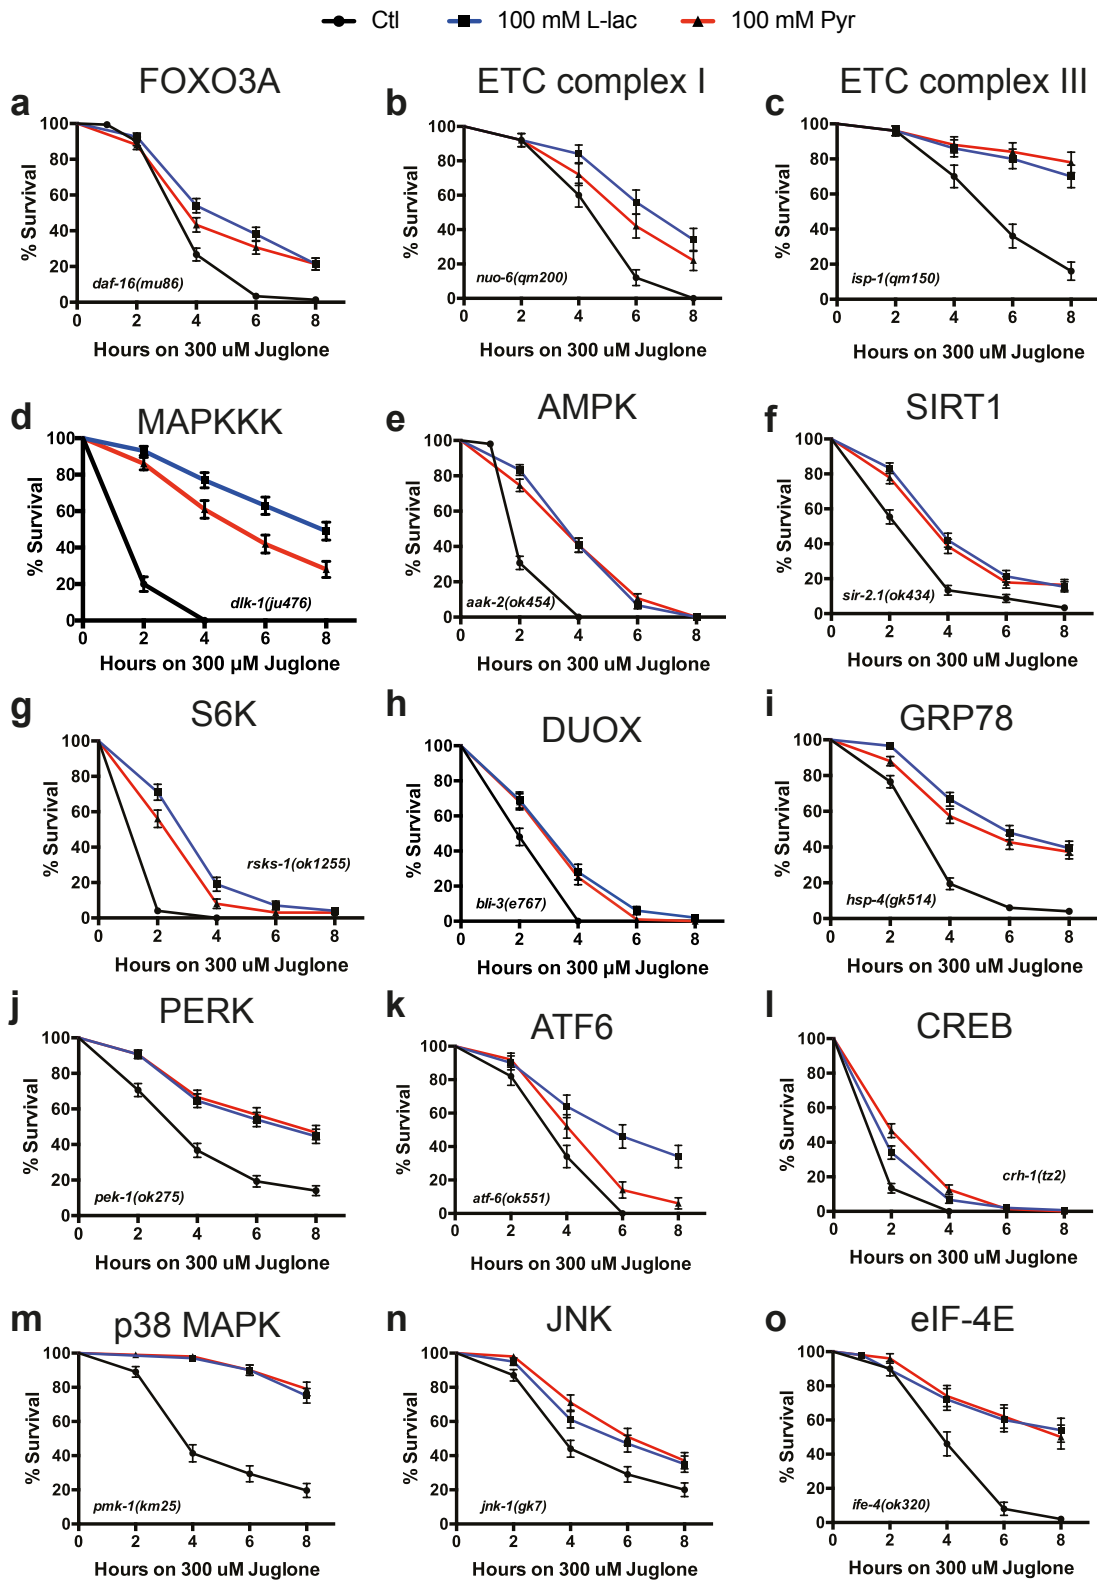 Ctl 100 mM L-lac 100 mM Pyr
a FOXO3A
% Survival
100
80
60
40
20
0
daf-16(mu86)
0 2 4 6 8
Hours on 300 uM Juglone
b ETC complex I
% Survival
100
80
60
40
20
0
nuo-6(qm200)
0 2 4 6 8
Hours on 300 uM Juglone
c ETC complex III
% Survival
100
80
60
40
20
0
isp-1(qm150)
0 2 4 6 8
Hours on 300 uM Juglone
d MAPKKK
% Survival
100
80
60
40
20
0
dlk-1(ju476)
0 2 4 6 8
Hours on 300 µM Juglone
e AMPK
% Survival
100
80
60
40
20
0
aak-2(ok454)
0 2 4 6 8
Hours on 300 uM Juglone
f SIRT1
% Survival
100
80
60
40
20
0
sir-2.1(ok434)
0 2 4 6 8
Hours on 300 uM Juglone
g S6K
% Survival
100
80
60
40
20
0
rsks-1(ok1255)
0 2 4 6 8
Hours on 300 uM Juglone
h DUOX
% Survival
100
80
60
40
20
0
bli-3(e767)
0 2 4 6 8
Hours on 300 µM Juglone
i GRP78
% Survival
100
80
60
40
20
0
hsp-4(gk514)
0 2 4 6 8
Hours on 300 uM Juglone
j PERK
% Survival
100
80
60
40
20
0
pek-1(ok275)
0 2 4 6 8
Hours on 300 uM Juglone
k ATF6
% Survival
100
80
60
40
20
0
atf-6(ok551)
0 2 4 6 8
Hours on 300 uM Juglone
l CREB
% Survival
100
80
60
40
20
0
crh-1(tz2)
0 2 4 6 8
Hours on 300 uM Juglone
m p38 MAPK
% Survival
100
80
60
40
20
0
pmk-1(km25)
0 2 4 6 8
Hours on 300 uM Juglone
n JNK
% Survival
100
80
60
40
20
0
jnk-1(gk7)
0 2 4 6 8
Hours on 300 uM Juglone
o eIF-4E
% Survival
100
80
60
40
20
0
ife-4(ok320)
0 2 4 6 8
Hours on 300 uM Juglone